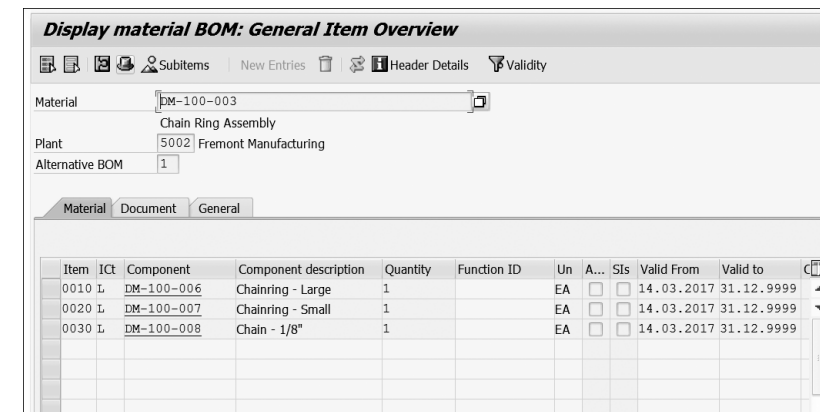 Display material BOM: General Item Overview
Subitems New Entries Header Details Validity
Material DM-100-003
Chain Ring Assembly
Plant 5002 Fremont Manufacturing
Alternative BOM 1
Material Document General
Item ICt Component Component description Quantity Function ID Un A... SIs Valid From Valid to
0010 L DM-100-006 Chainring - Large 1 EA 14.03.2017 31.12.9999
0020 L DM-100-007 Chainring - Small 1 EA 14.03.2017 31.12.9999
0030 L DM-100-008 Chain - 1/8" 1 EA 14.03.2017 31.12.9999